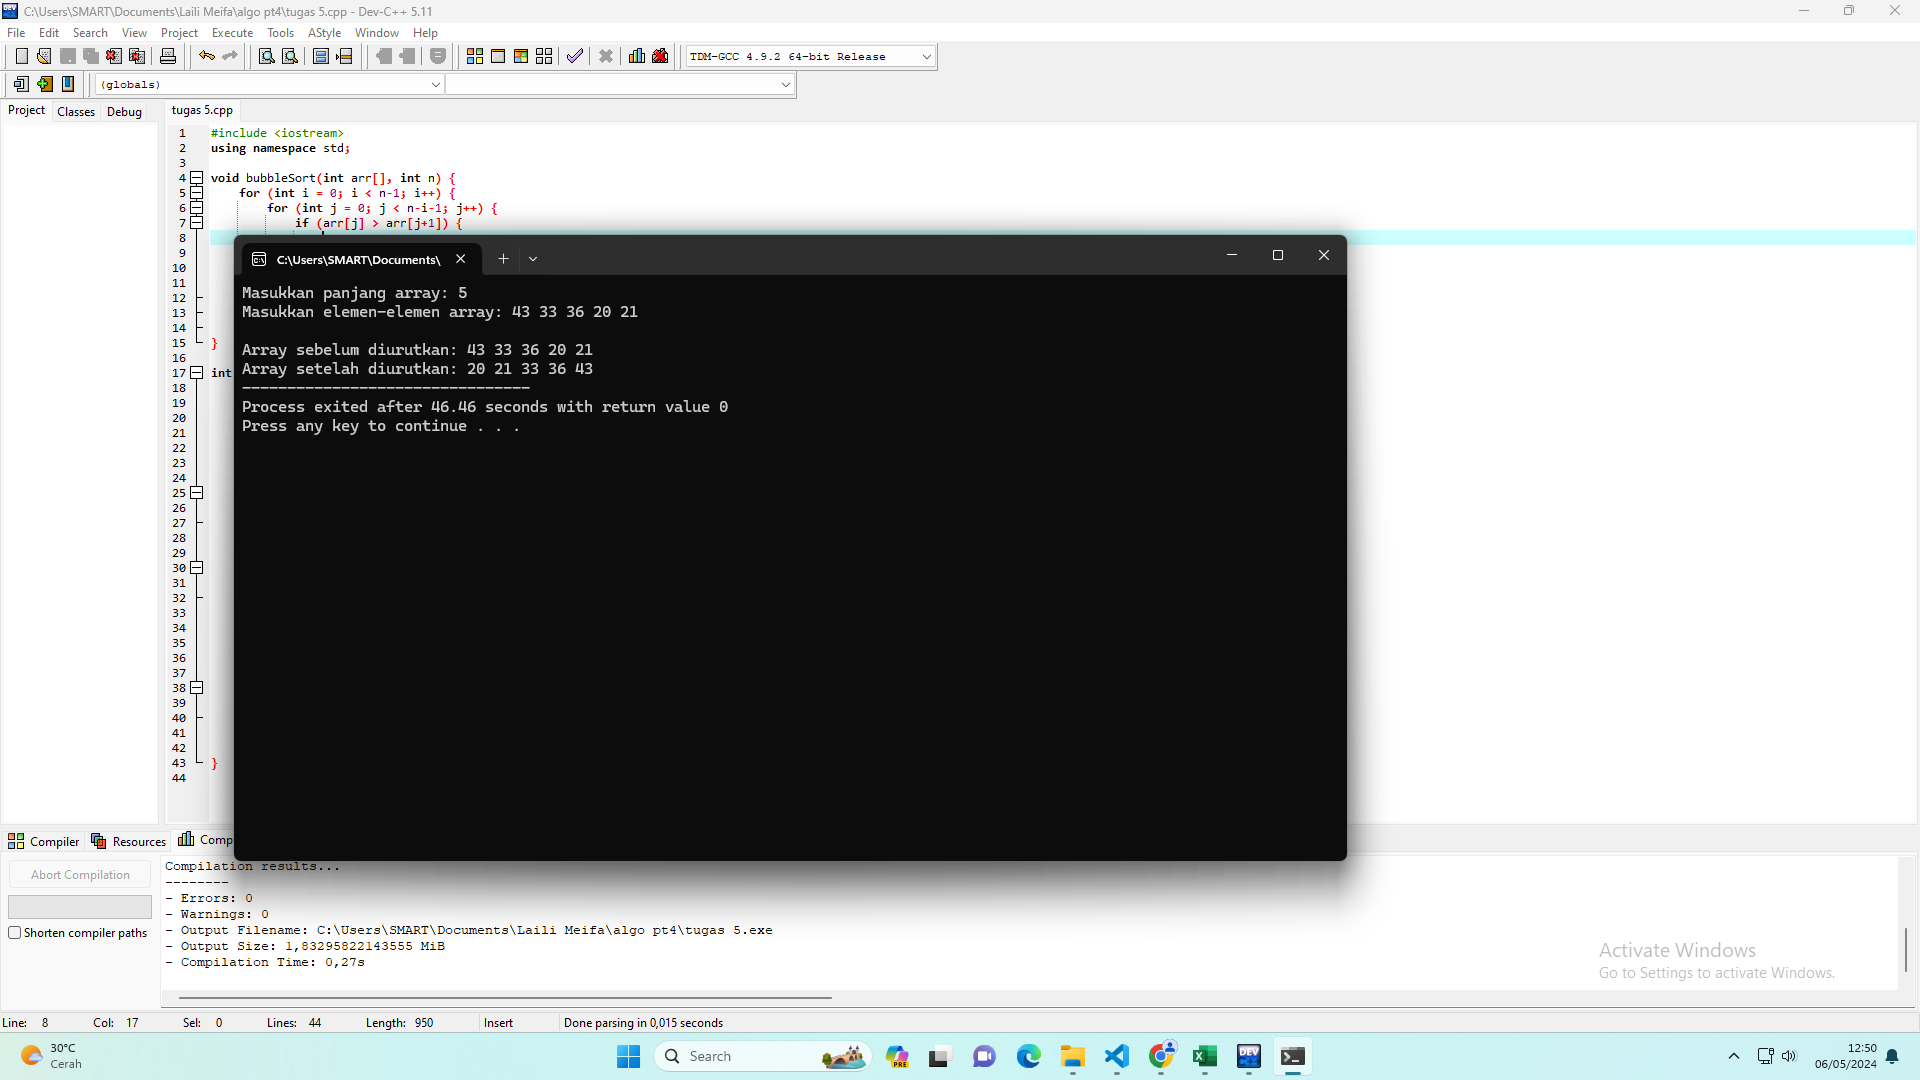 C:\Users\SMART\Documents\Laili Meifa\algo pt4\tugas 5.cpp - Dev-C++ 5.11
File Edit Search View Project Execute Tools AStyle Window Help
TDM-GCC 4.9.2 64-bit Release
(globals)
Project Classes Debug
tugas 5.cpp
1 #include <iostream>
2 using namespace std;
3
4 void bubbleSort(int arr[], int n) {
5 for (int i = 0; i < n-1; i++) {
6 for (int j = 0; j < n-i-1; j++) {
7 if (arr[j] > arr[j+1]) {
8
9
10
11
12
13
14
15 }
16
17 int
18
19
20
21
22
23
24
25
26
27
28
29
30
31
32
33
34
35
36
37
38
39
40
41
42
43 }
44
C:\Users\SMART\Documents\
Masukkan panjang array: 5
Masukkan elemen-elemen array: 43 33 36 20 21
Array sebelum diurutkan: 43 33 36 20 21
Array setelah diurutkan: 20 21 33 36 43
--------------------------------
Process exited after 46.46 seconds with return value 0
Press any key to continue . . .
Compiler Resources Comp
Abort Compilation
Shorten compiler paths
Compilation results...
--------
- Errors: 0
- Warnings: 0
- Output Filename: C:\Users\SMART\Documents\Laili Meifa\algo pt4\tugas 5.exe
- Output Size: 1,83295822143555 MiB
- Compilation Time: 0,27s
Activate Windows
Go to Settings to activate Windows.
Line: 8 Col: 17 Sel: 0 Lines: 44 Length: 950 Insert Done parsing in 0,015 seconds
30°C
Cerah
Search
PRE
DEV
12:50
06/05/2024